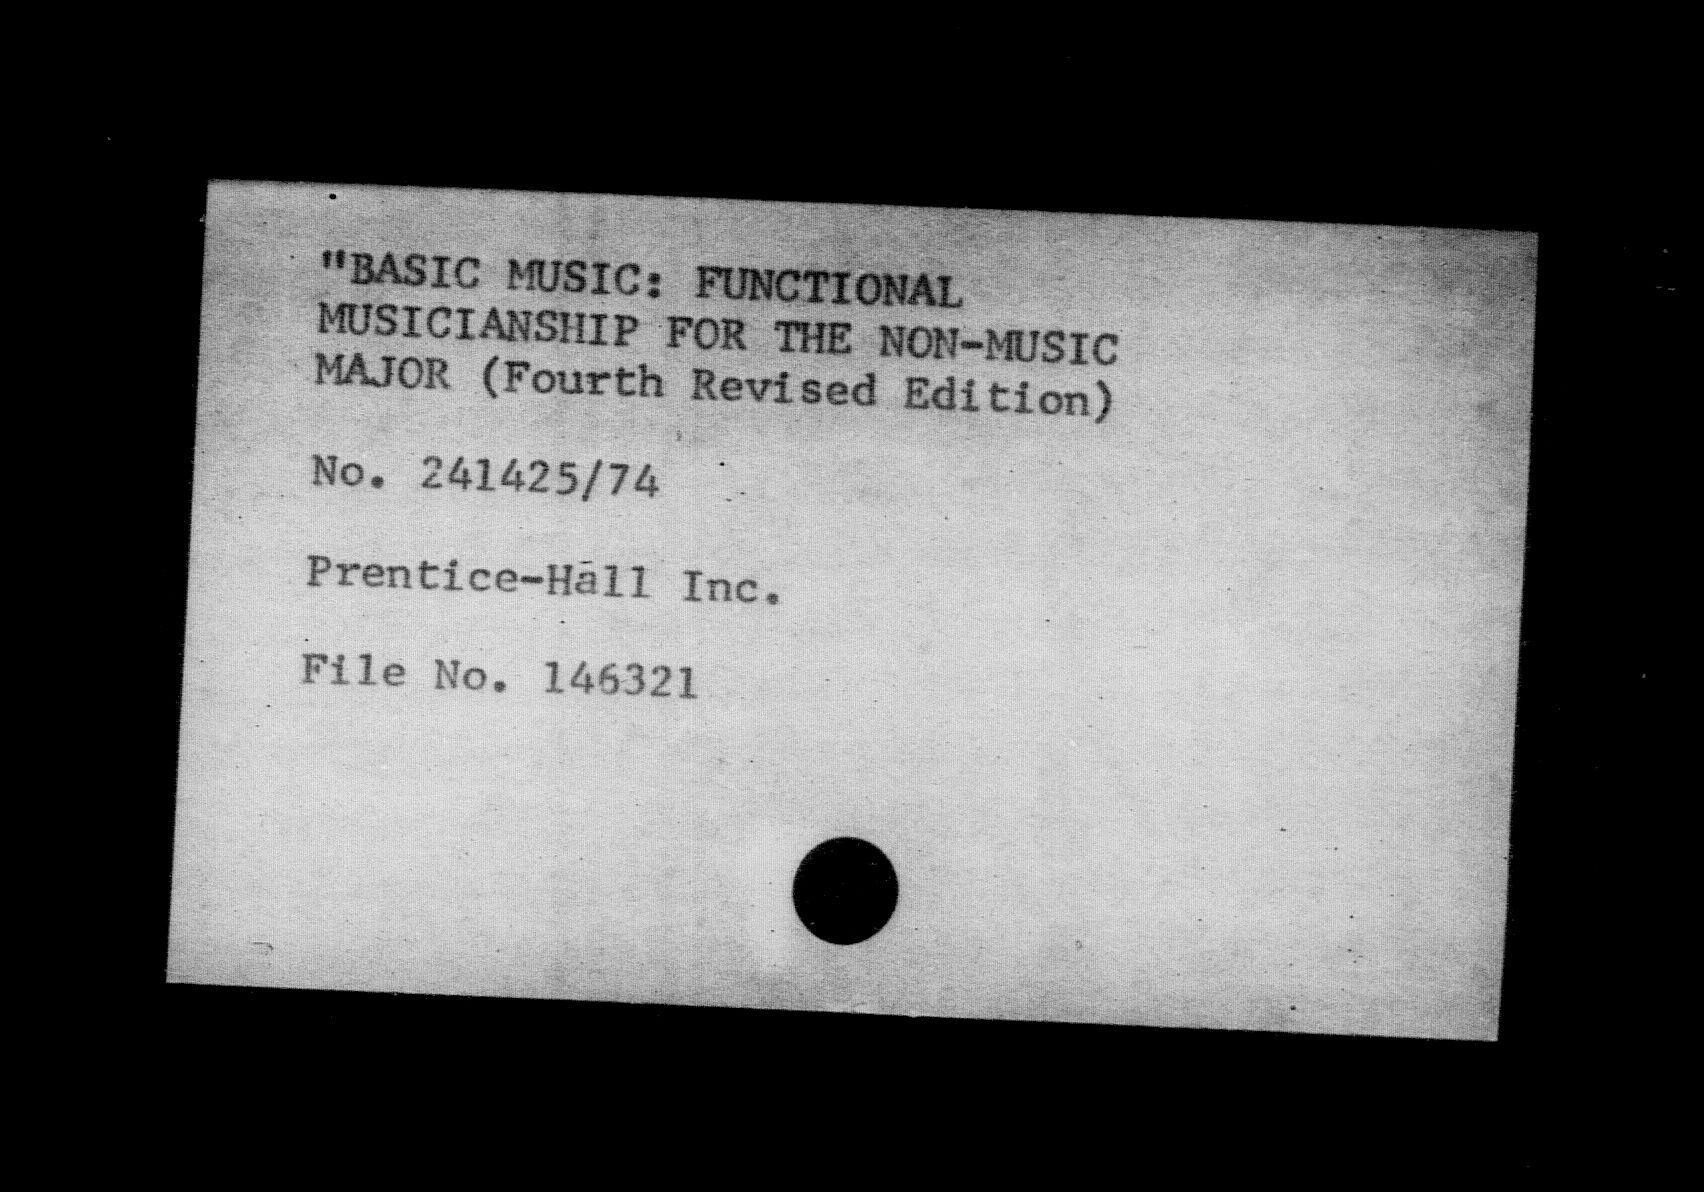 "BASIC MUSIC: FUNCTIONAL
MUSICIANSHIP FOR THE NON-MUSIC
MAJOR (Fourth Revised Edition)
No. 241425/74
Prentice-Hall Inc.
File No. 146321